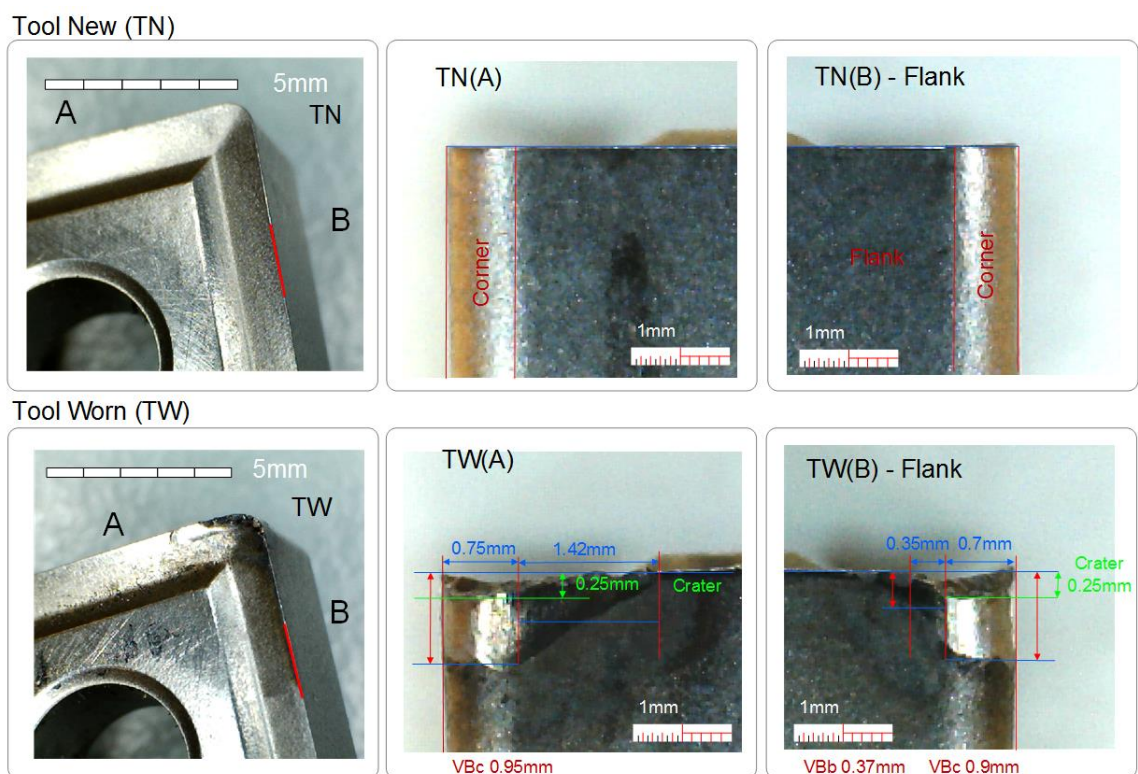 Tool New (TN)
5mm
A
TN
B
TN(A)
Corner
1mm
TN(B) - Flank
Flank
Corner
1mm
Tool Worn (TW)
5mm
A
TW
B
TW(A)
0.75mm
1.42mm
0.25mm
Crater
1mm
VBc 0.95mm
TW(B) - Flank
0.35mm
0.7mm
Crater
0.25mm
1mm
VBb 0.37mm
VBc 0.9mm